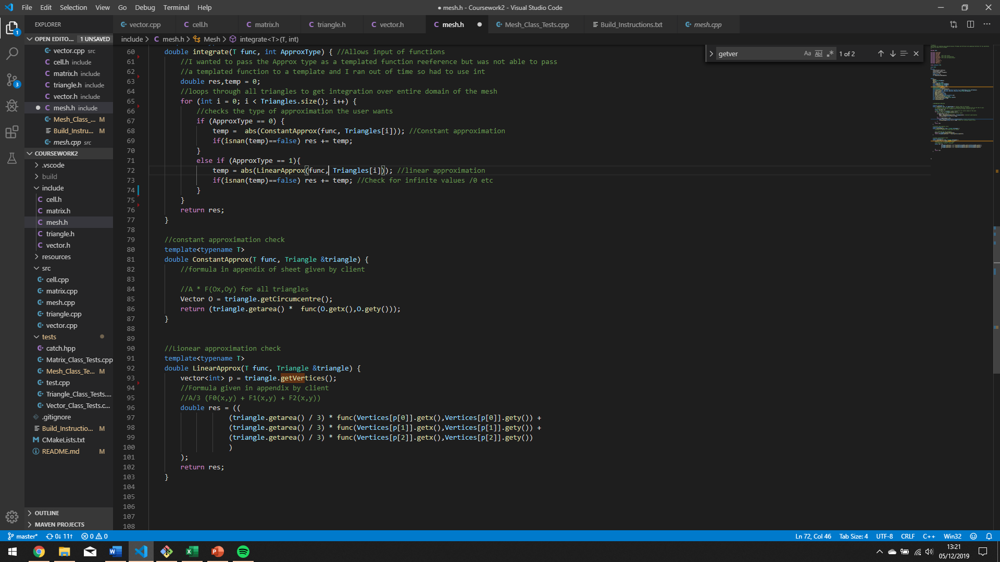 File Edit Selection View Go Debug Terminal Help
● mesh.h - Coursework2 - Visual Studio Code
EXPLORER
vector.cpp cell.h matrix.h triangle.h vector.h mesh.h Mesh_Class_Tests.cpp Build_Instructions.txt mesh.cpp
OPEN EDITO... 1 UNSAVED
include > mesh.h > Mesh > integrate<T>(T, int)
getver Aa Abl .* 1 of 2
vector.cpp src
cell.h include
matrix.h include
triangle.h include
vector.h include
mesh.h include
Mesh_Class_... M
Build_Instru... M
mesh.cpp src
COURSEWORK2
.vscode
build
include
cell.h
matrix.h
mesh.h
triangle.h
vector.h
resources
src
cell.cpp
matrix.cpp
mesh.cpp
triangle.cpp
vector.cpp
tests
catch.hpp
Matrix_Class_Tests.cpp
Mesh_Class_Te... M
test.cpp
Triangle_Class_Tests....
Vector_Class_Tests.c...
.gitignore
Build_Instructio... M
CMakeLists.txt
README.md M
OUTLINE
MAVEN PROJECTS
60 double integrate(T func, int ApproxType) { //Allows input of functions
61 //I wanted to pass the Approx type as a templated function reeference but was not able to pass
62 //a templated function to a template and I ran out of time so had to use int
63 double res,temp = 0;
64 //loops through all triangles to get integration over entire domain of the mesh
65 for (int i = 0; i < Triangles.size(); i++) {
66 //checks the type of approximation the user wants
67 if (ApproxType == 0) {
68 temp =  abs(ConstantApprox(func, Triangles[i])); //Constant approximation
69 if(isnan(temp)==false) res += temp;
70 }
71 else if (ApproxType == 1){
72 temp = abs(LinearApprox(func, Triangles[i])); //linear approximation
73 if(isnan(temp)==false) res += temp; //Check for infinite values /0 etc
74 }
75 }
76 return res;
77 }
78
79 //constant approximation check
80 template<typename T>
81 double ConstantApprox(T func, Triangle &triangle) {
82 //formula in appendix of sheet given by client
83
84 //A * F(Ox,Oy) for all triangles
85 Vector O = triangle.getCircumcentre();
86 return (triangle.getarea() *  func(O.getx(),O.gety()));
87 }
88
89
90 //Lionear approximation check
91 template<typename T>
92 double LinearApprox(T func, Triangle &triangle) {
93 vector<int> p = triangle.getVertices();
94 //Formula given in appendix by client
95 //A/3 (F0(x,y) + F1(x,y) + F2(x,y))
96 double res = ((
97 (triangle.getarea() / 3) * func(Vertices[p[0]].getx(),Vertices[p[0]].gety()) +
98 (triangle.getarea() / 3) * func(Vertices[p[1]].getx(),Vertices[p[1]].gety()) +
99 (triangle.getarea() / 3) * func(Vertices[p[2]].getx(),Vertices[p[2]].gety())
100 )
101 );
102 return res;
103 }
104
105
106
107
108
master* 0↓ 11↑ 0 0
Ln 72, Col 46 Tab Size: 4 UTF-8 CRLF C++ Win32
13:21
05/12/2019